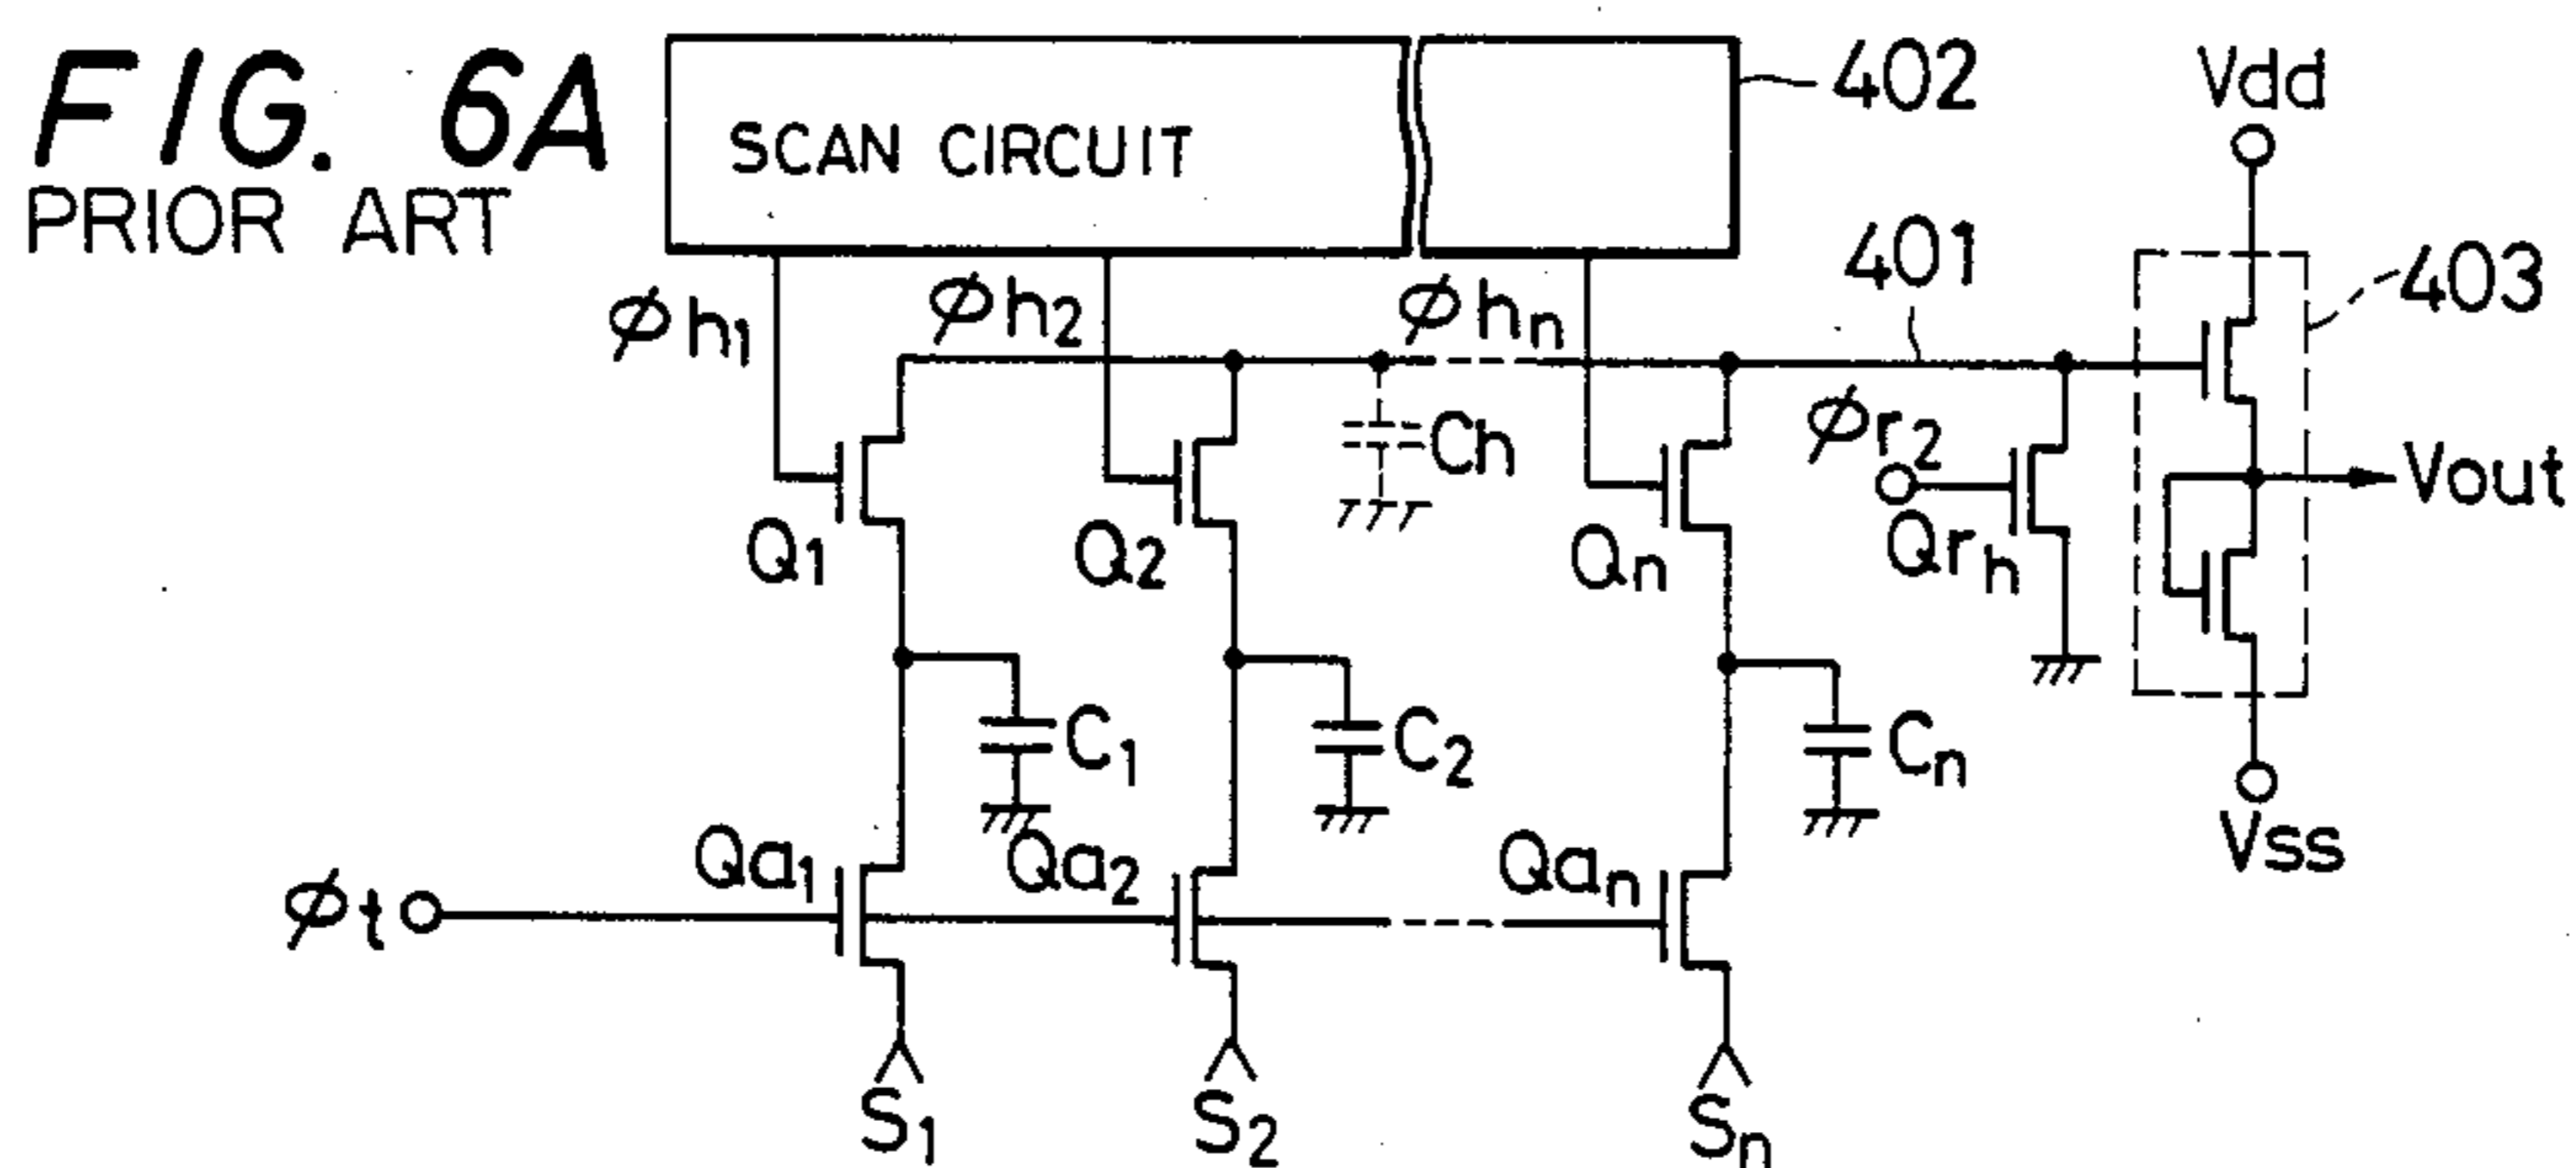 FIG. 6A
PRIOR ART
SCAN CIRCUIT
402
Vdd
401
403
ϕh1
ϕh2
ϕhn
Ch
ϕr2
Vout
Q1
Q2
Qn
Qrh
C1
C2
Cn
Vss
Qa1
Qa2
Qan
ϕt
S1
S2
Sn